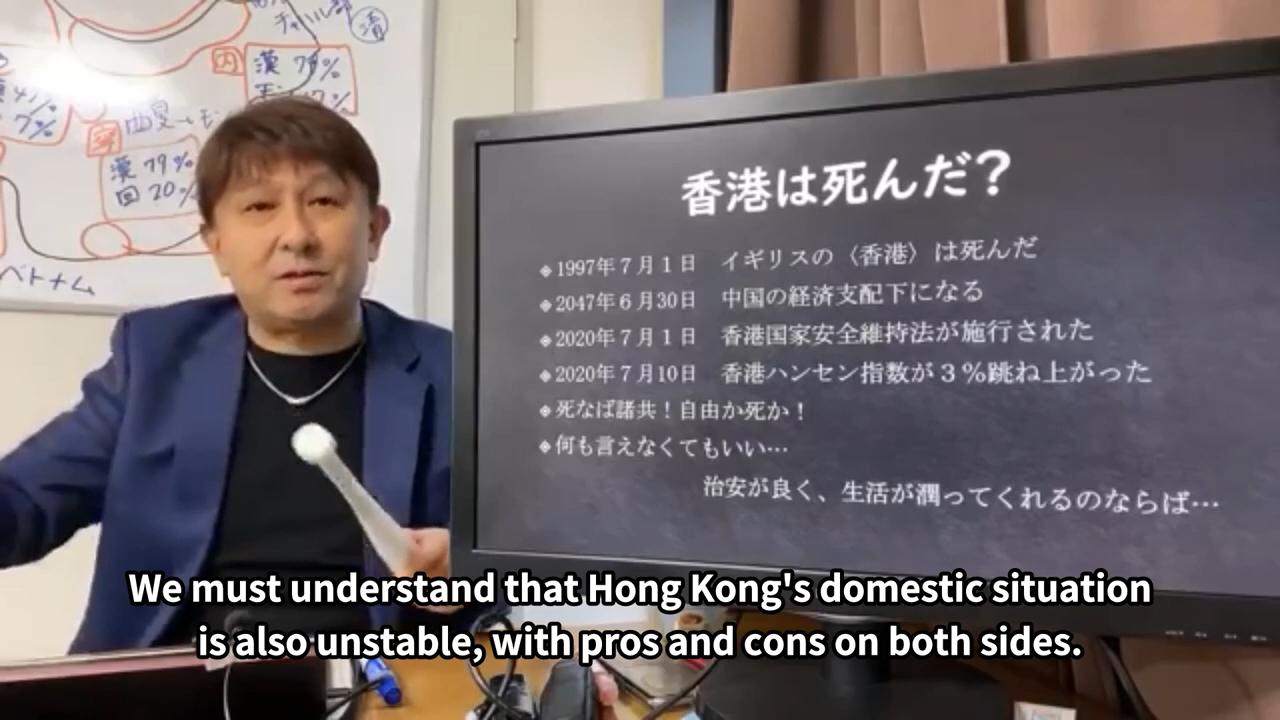 チャハル部
漢 79%
漢 79%
回 20%
ベトナム
香港は死んだ?
◈1997年7月1日 イギリスの〈香港〉は死んだ
◈2047年6月30日 中国の経済支配下になる
◈2020年7月1日 香港国家安全維持法が施行された
◈2020年7月10日 香港ハンセン指数が3%跳ね上がった
◈死なば諸共!自由か死か!
◈何も言えなくてもいい…
治安が良く、生活が潤ってくれるのならば…
We must understand that Hong Kong's domestic situation
is also unstable, with pros and cons on both sides.